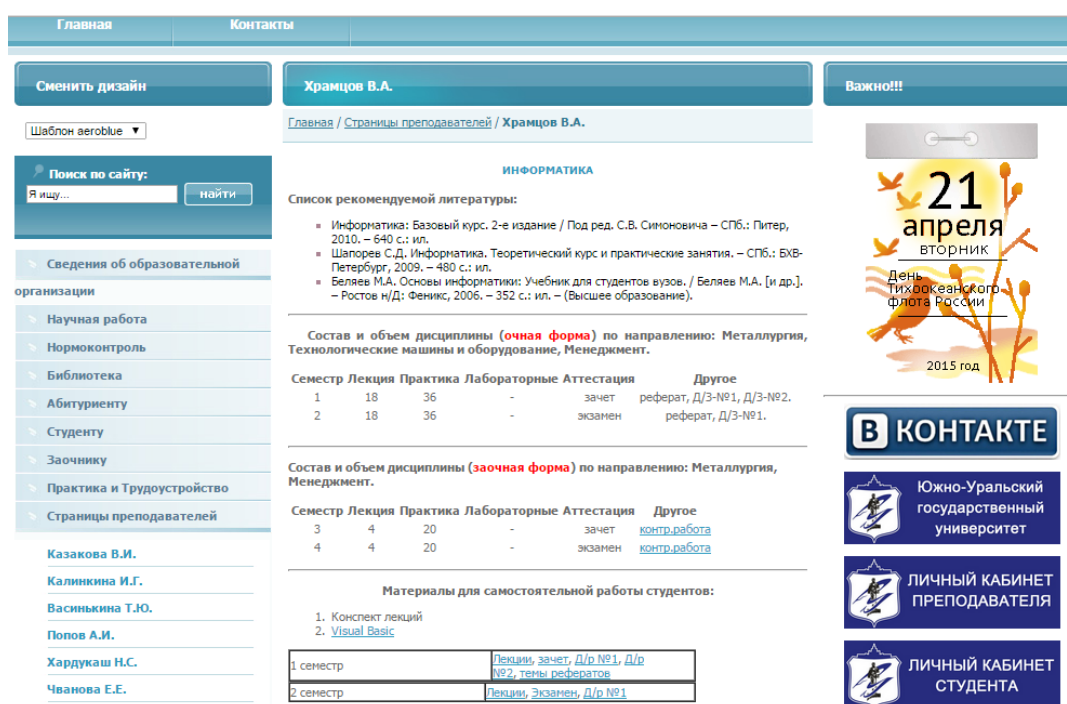 Главная
Контакты
Сменить дизайн
Шаблон aeroblue ▼
Поиск по сайту:
Я ищу...
найти
Сведения об образовательной
организации
Научная работа
Нормоконтроль
Библиотека
Абитуриенту
Студенту
Заочнику
Практика и Трудоустройство
Страницы преподавателей
Казакова В.И.
Калинкина И.Г.
Васинькина Т.Ю.
Попов А.И.
Хардукаш Н.С.
Чванова Е.Е.
Храмцов В.А.
Главная / Страницы преподавателей / Храмцов В.А.
ИНФОРМАТИКА
Список рекомендуемой литературы:
Информатика: Базовый курс. 2-е издание / Под ред. С.В. Симоновича – СПб.: Питер,
2010. – 640 с.: ил.
Шапорев С.Д. Информатика. Теоретический курс и практические занятия. – СПб.: БХВ-
Петербург, 2009. – 480 с.: ил.
Беляев М.А. Основы информатики: Учебник для студентов вузов. / Беляев М.А. [и др.].
– Ростов н/Д: Феникс, 2006. – 352 с.: ил. – (Высшее образование).
Состав и объем дисциплины (очная форма) по направлению: Металлургия,
Технологические машины и оборудование, Менеджмент.
Семестр Лекция Практика Лабораторные Аттестация Другое
1 18 36 - зачет реферат, Д/З-№1, Д/З-№2.
2 18 36 - экзамен реферат, Д/З-№1.
Состав и объем дисциплины (заочная форма) по направлению: Металлургия,
Менеджмент.
Семестр Лекция Практика Лабораторные Аттестация Другое
3 4 20 - зачет контр.работа
4 4 20 - экзамен контр.работа
Материалы для самостоятельной работы студентов:
1. Конспект лекций
2. Visual Basic
1 семестр Лекции, зачет, Д/р №1, Д/р
№2, темы рефератов
2 семестр Лекции, Экзамен, Д/р №1
Важно!!!
21
апреля
вторник
День
Тихоокеанского
флота России
2015 год
В КОНТАКТЕ
Южно-Уральский
государственный
университет
ЛИЧНЫЙ КАБИНЕТ
ПРЕПОДАВАТЕЛЯ
ЛИЧНЫЙ КАБИНЕТ
СТУДЕНТА